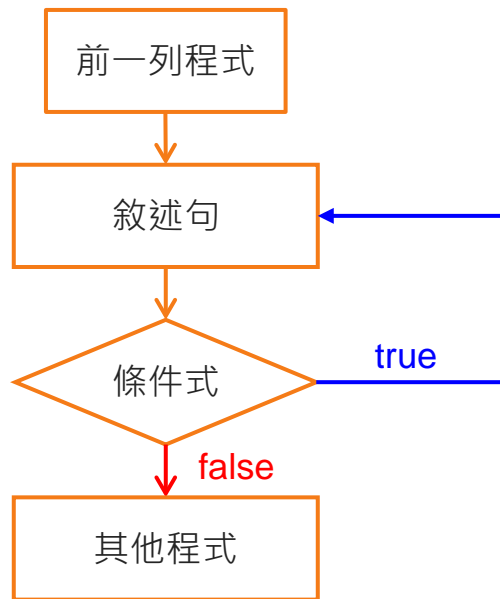 前一列程式
敘述句
條件式
true
false
其他程式